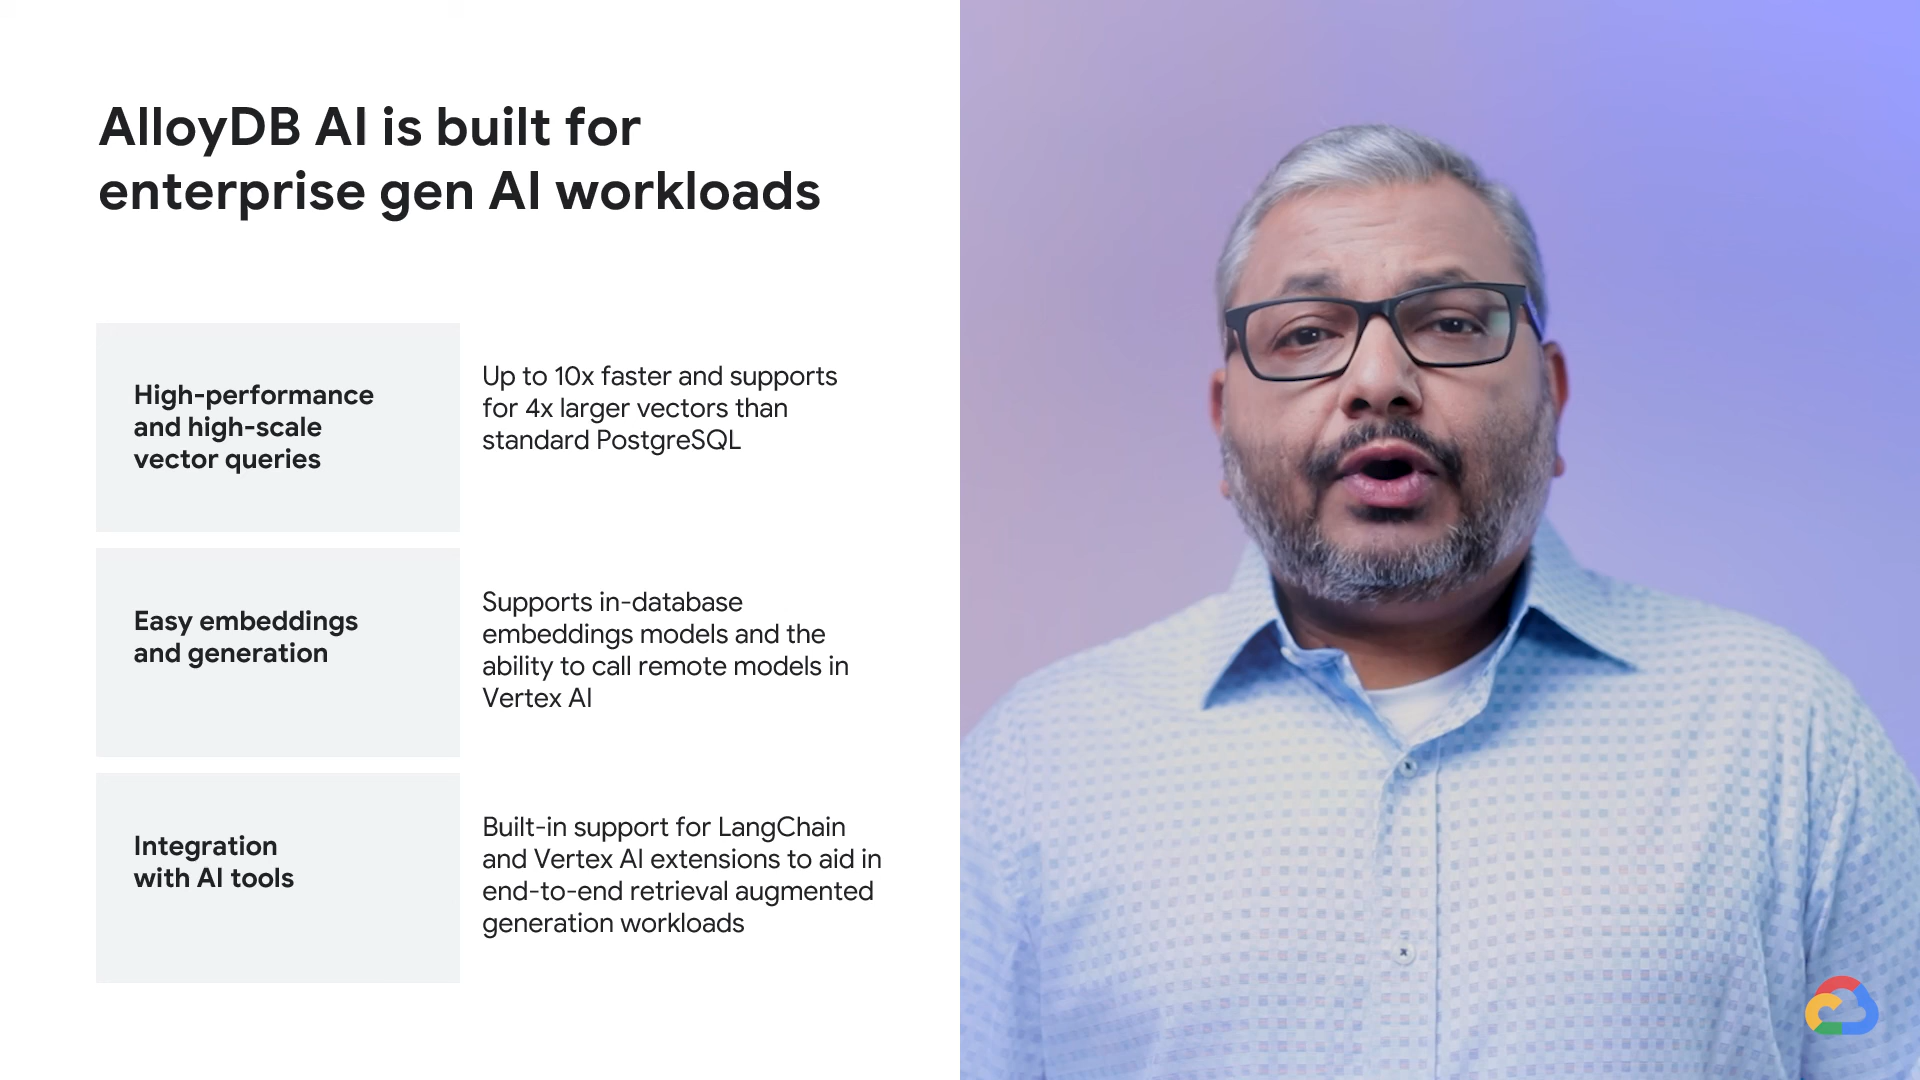 AlloyDB AI is built for
enterprise gen AI workloads
High-performance
and high-scale
vector queries
Up to 10x faster and supports
for 4x larger vectors than
standard PostgreSQL
Easy embeddings
and generation
Supports in-database
embeddings models and the
ability to call remote models in
Vertex AI
Integration
with AI tools
Built-in support for LangChain
and Vertex AI extensions to aid in
end-to-end retrieval augmented
generation workloads